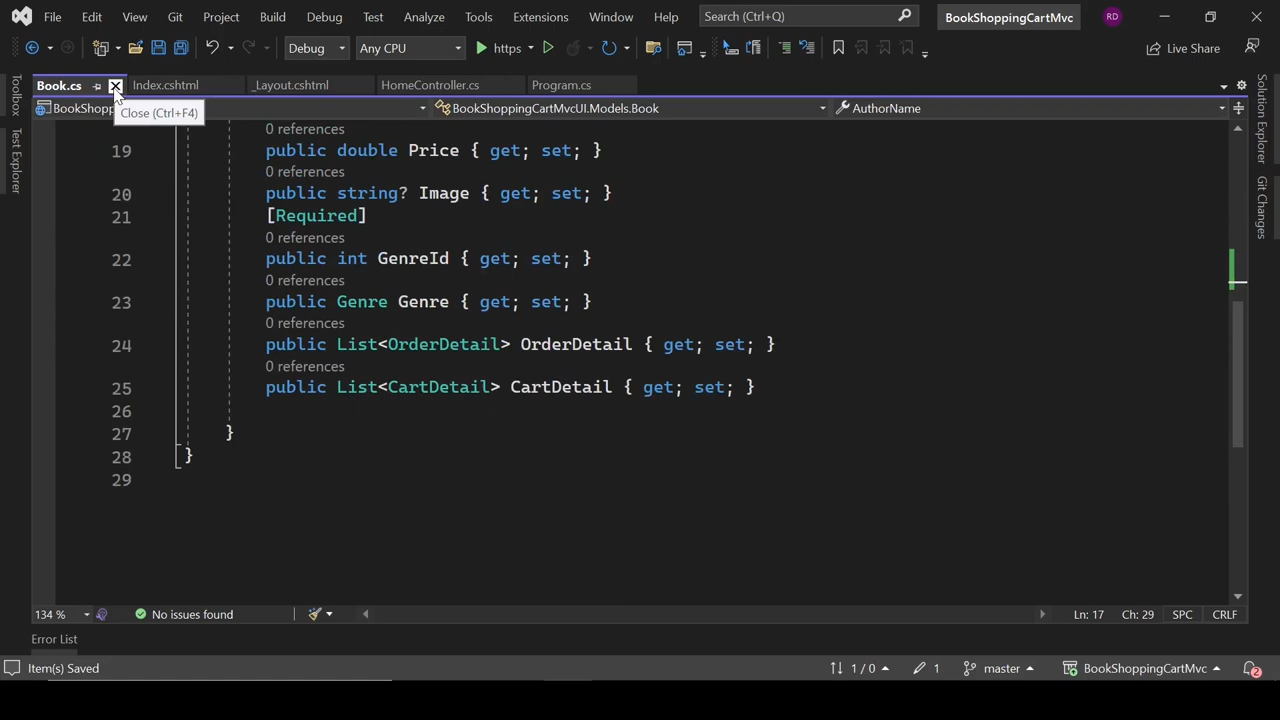 File Edit View Git Project Build Debug Test Analyze Tools Extensions Window Help Search (Ctrl+Q) BookShoppingCartMvc RD
Debug Any CPU https Live Share
Book.cs Index.cshtml _Layout.cshtml HomeController.cs Program.cs
BookShopp BookShoppingCartMvcUI.Models.Book AuthorName
Close (Ctrl+F4)
Toolbox
Test Explorer
Solution Explorer
Git Changes
0 references
19 public double Price { get; set; }
0 references
20 public string? Image { get; set; }
21 [Required]
0 references
22 public int GenreId { get; set; }
0 references
23 public Genre Genre { get; set; }
0 references
24 public List<OrderDetail> OrderDetail { get; set; }
0 references
25 public List<CartDetail> CartDetail { get; set; }
26
27 }
28 }
29
134 % No issues found Ln: 17 Ch: 29 SPC CRLF
Error List
Item(s) Saved 1 / 0 1 master BookShoppingCartMvc 2